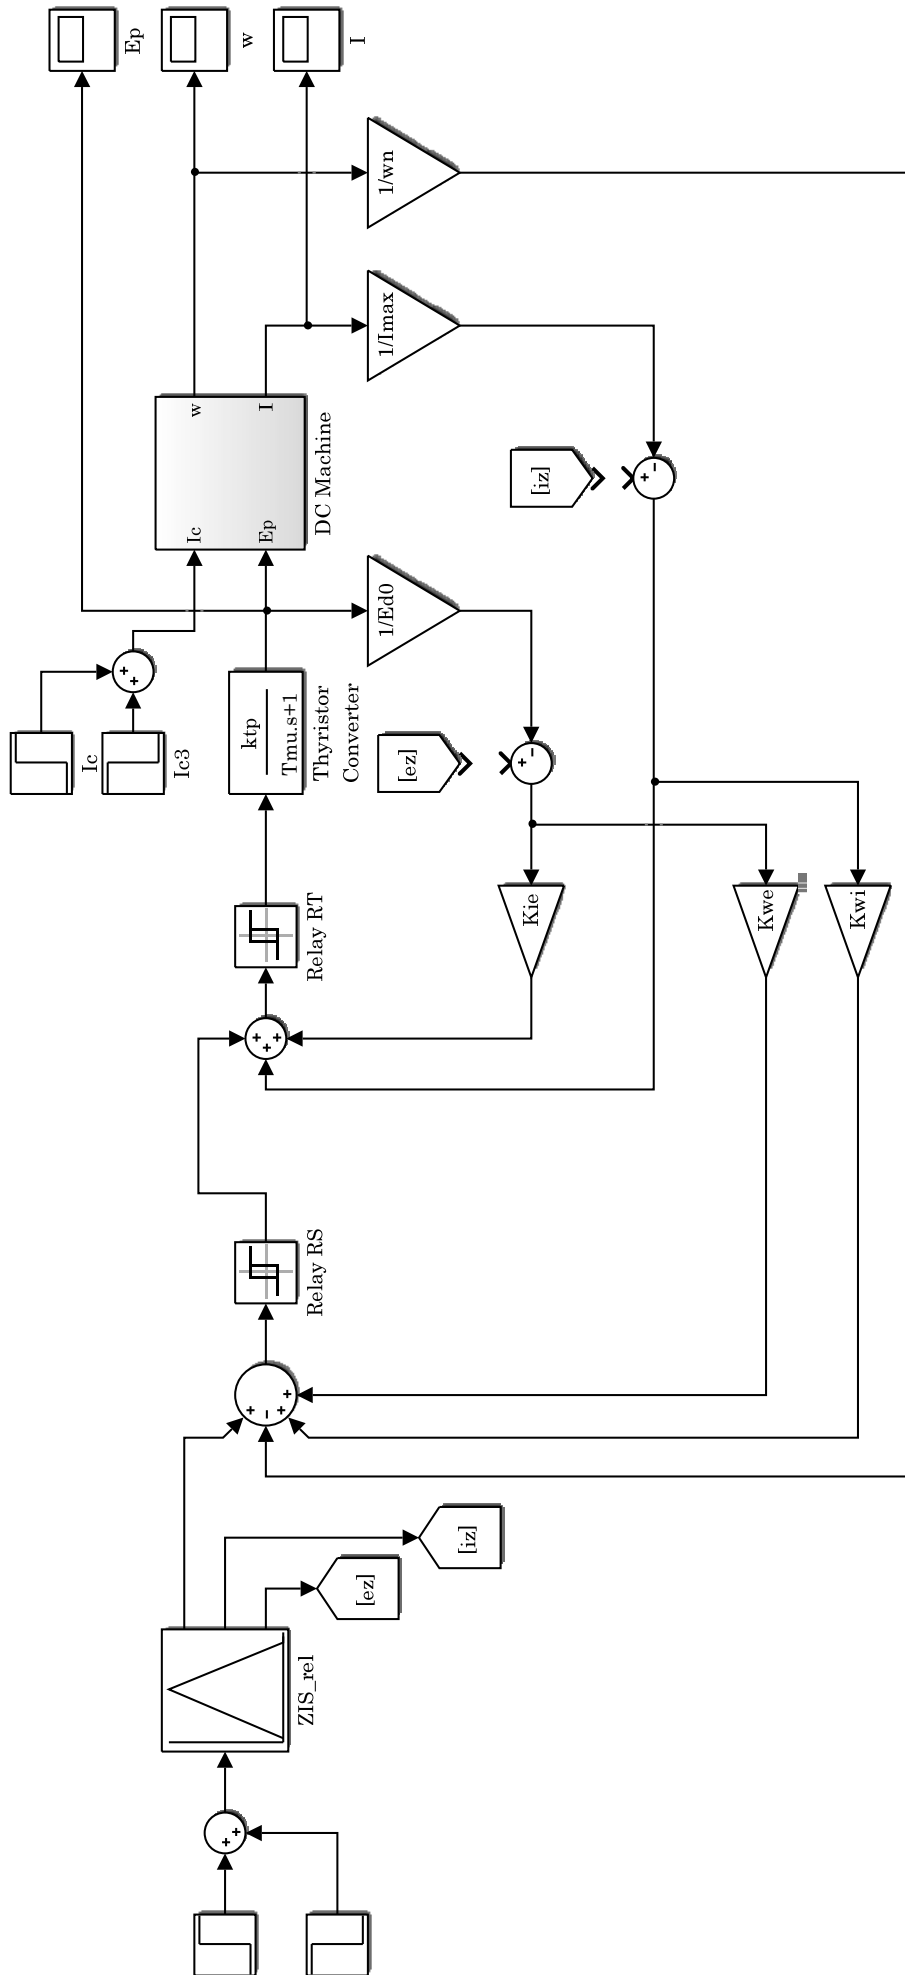 Ep
w
I
1/wn
1/Imax
w
I
Ic
Ep
DC Machine
[iz]
1/Ed0
Ic
Ic3
ktp
Tmu.s+1
Thyristor
Converter
[ez]
Kie
Kwe
Kwi
Relay RT
Relay RS
[iz]
[ez]
ZIS_rel